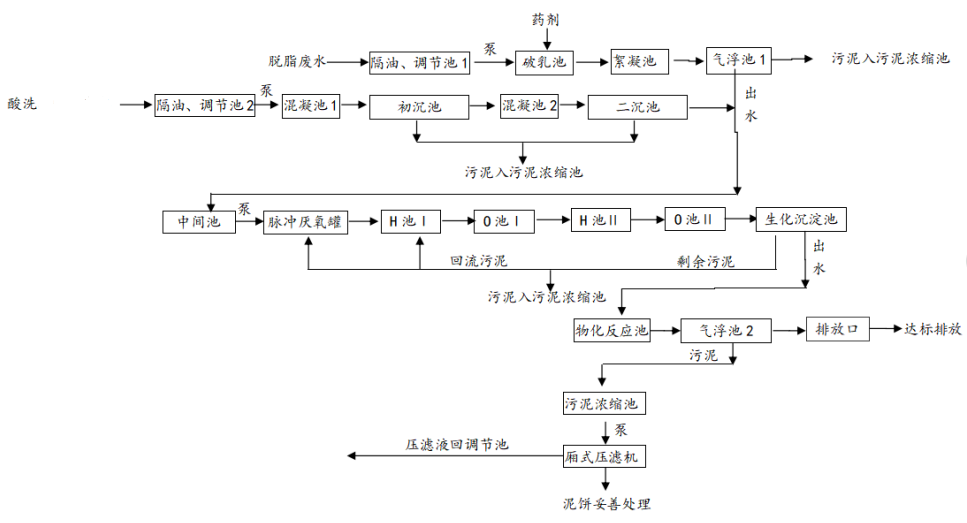 药剂
脱脂废水
隔油、调节池1
泵
破乳池
絮凝池
气浮池1
污泥入污泥浓缩池
酸洗
隔油、调节池2
泵
混凝池1
初沉池
混凝池2
二沉池
出
水
污泥入污泥浓缩池
中间池
泵
脉冲厌氧罐
H池Ⅰ
O池Ⅰ
H池Ⅱ
O池Ⅱ
生化沉淀池
回流污泥
剩余污泥
出
水
污泥入污泥浓缩池
物化反应池
气浮池2
排放口
达标排放
污泥
污泥浓缩池
泵
压滤液回调节池
厢式压滤机
泥饼妥善处理